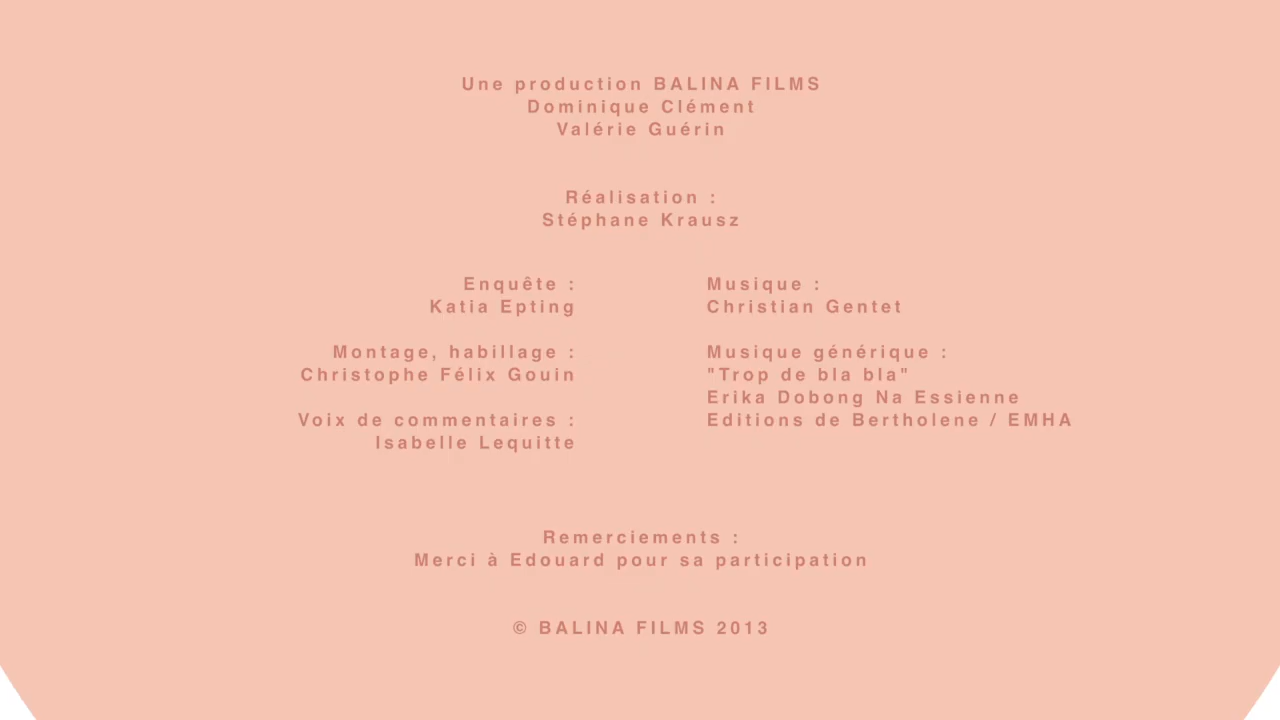 Une production BALINA FILMS
Dominique Clément
Valérie Guérin
Réalisation :
Stéphane Krausz
Enquête :
Katia Epting
Montage, habillage :
Christophe Félix Gouin
Voix de commentaires :
Isabelle Lequitte
Musique :
Christian Gentet
Musique générique :
"Trop de bla bla"
Erika Dobong Na Essienne
Editions de Bertholene / EMHA
Remerciements :
Merci à Edouard pour sa participation
© BALINA FILMS 2013